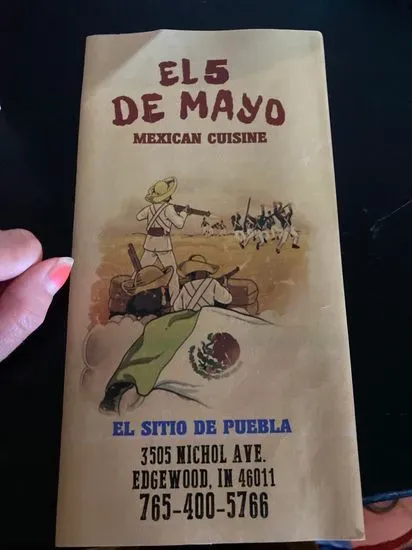 EL 5
DE MAYO
MEXICAN CUISINE
EL SITIO DE PUEBLA
3505 NICHOL AVE.
EDGEWOOD, IN 46011
765-400-5766